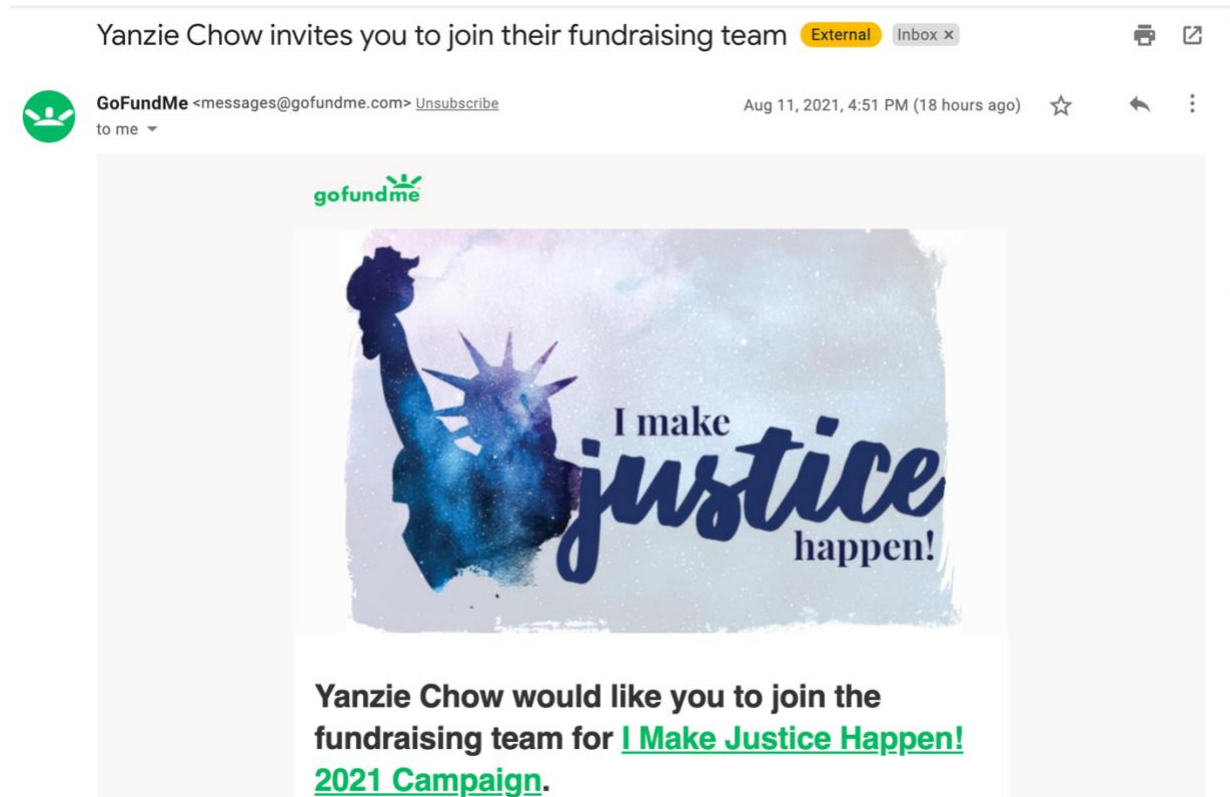 Yanzie Chow invites you to join their fundraising team External Inbox ×
GoFundMe <messages@gofundme.com> Unsubscribe Aug 11, 2021, 4:51 PM (18 hours ago)
to me
gofundme
I make
justice
happen!
Yanzie Chow would like you to join the
fundraising team for I Make Justice Happen!
2021 Campaign.